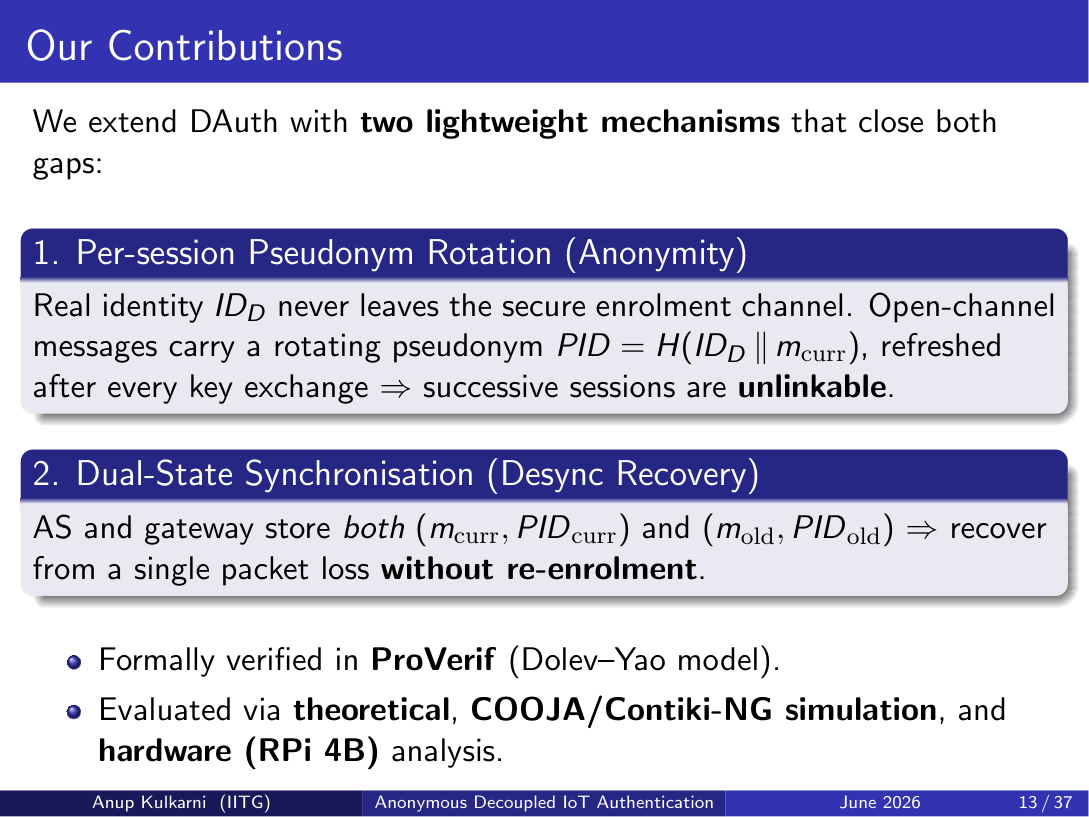 Our Contributions
We extend DAuth with two lightweight mechanisms that close both
gaps:
1. Per-session Pseudonym Rotation (Anonymity)
Real identity ID_D never leaves the secure enrolment channel. Open-channel
messages carry a rotating pseudonym PID = H(ID_D ∥ m_curr), refreshed
after every key exchange ⇒ successive sessions are unlinkable.
2. Dual-State Synchronisation (Desync Recovery)
AS and gateway store both (m_curr, PID_curr) and (m_old, PID_old) ⇒ recover
from a single packet loss without re-enrolment.
Formally verified in ProVerif (Dolev–Yao model).
Evaluated via theoretical, COOJA/Contiki-NG simulation, and
hardware (RPi 4B) analysis.
Anup Kulkarni (IITG) Anonymous Decoupled IoT Authentication June 2026 13 / 37